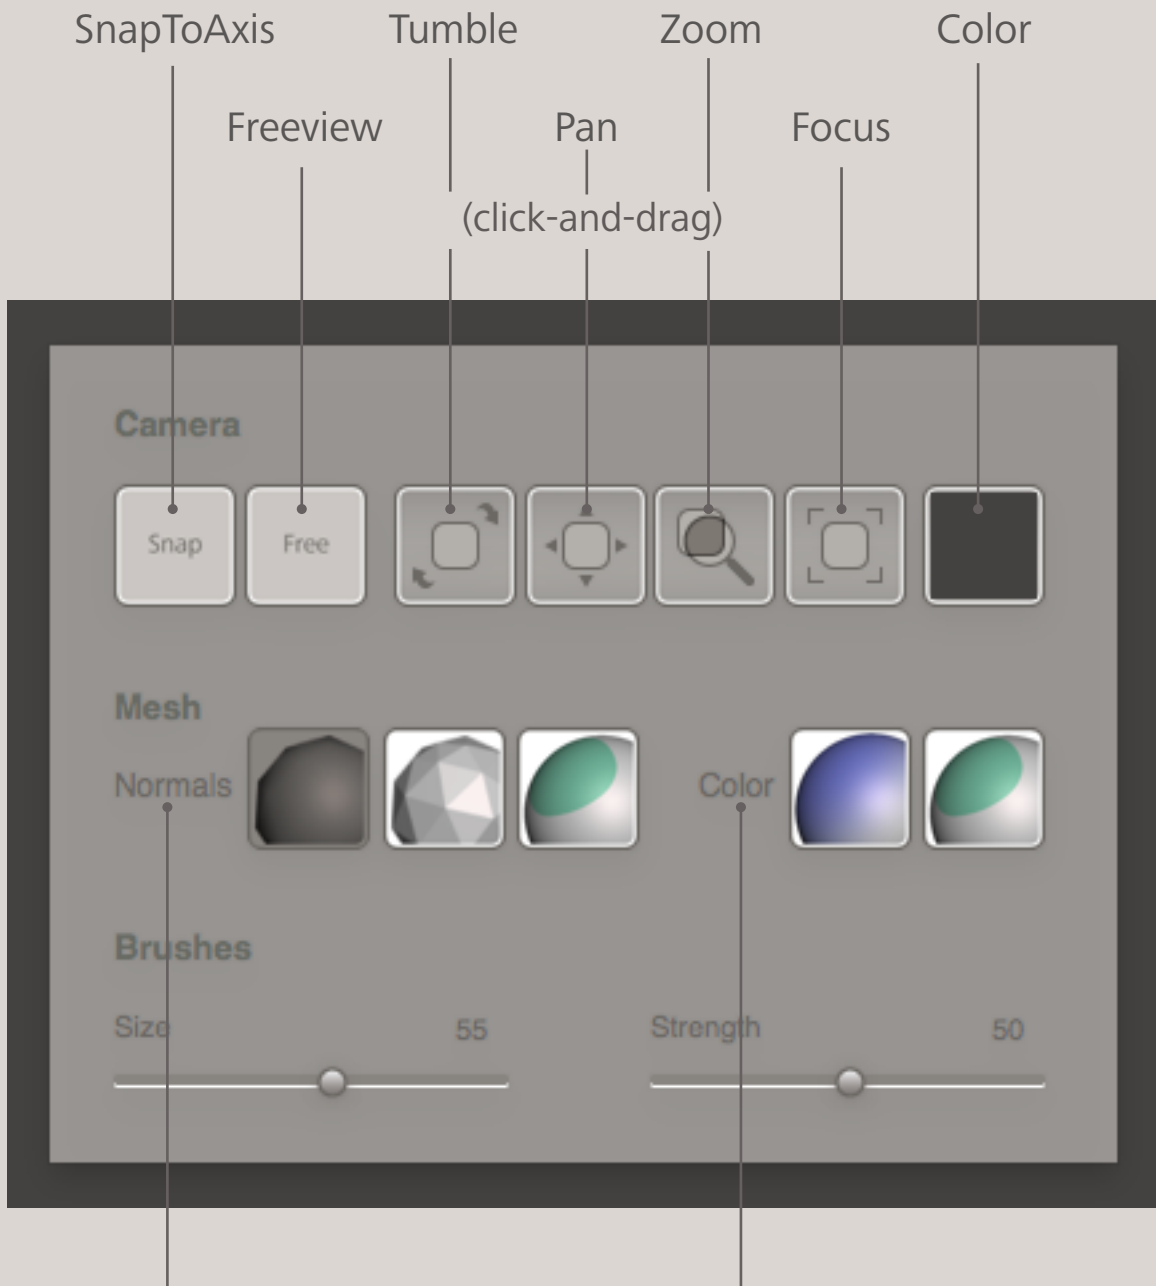 SnapToAxis Tumble Zoom Color
Freeview Pan Focus
(click-and-drag)
Camera
Snap Free
Mesh
Normals Color
Brushes
Size 55 Strength 50